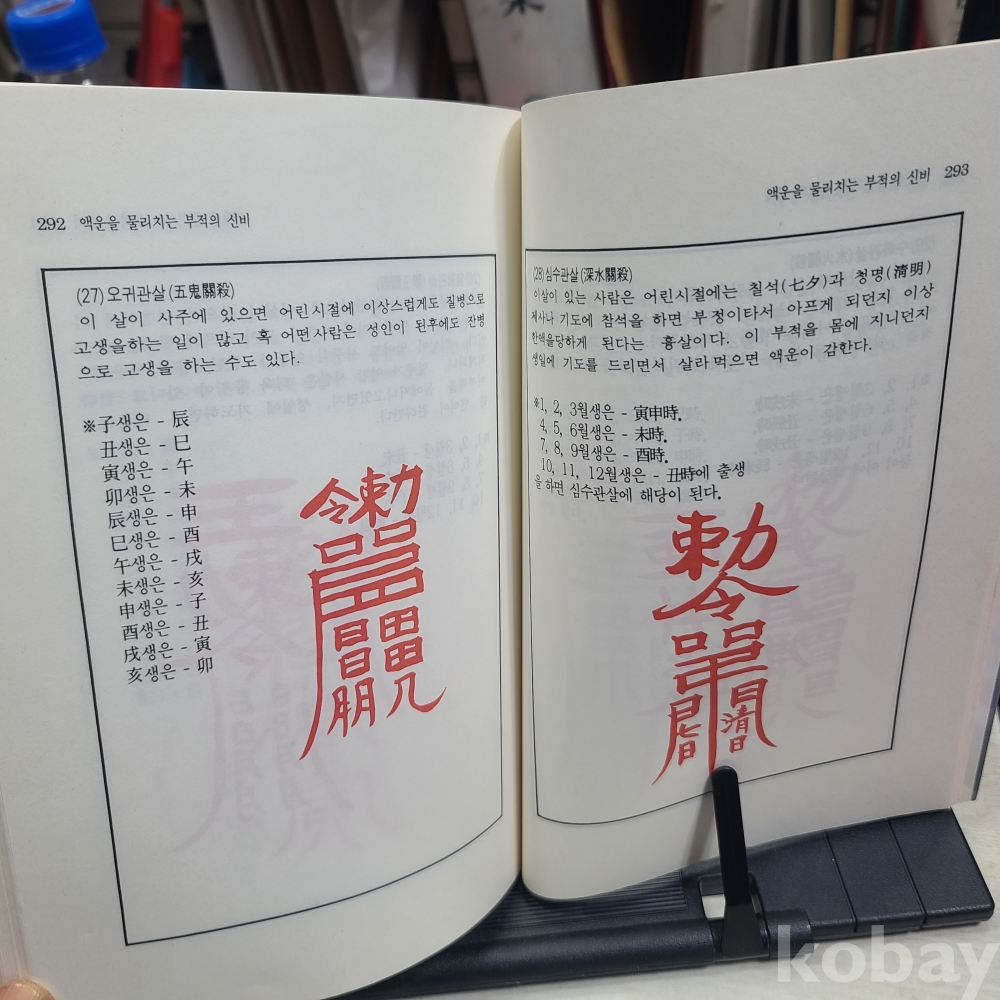 292 액운을 물리치는 부적의 신비
(27) 오귀관살(五鬼關殺)
이 살이 사주에 있으면 어린시절에 이상스럽게도 질병으로
고생을하는 일이 많고 혹 어떤사람은 성인이 된후에도 잔병
으로 고생을 하는 수도 있다.
※子생은 - 辰
丑생은 - 巳
寅생은 - 午
卯생은 - 未
辰생은 - 申
巳생은 - 酉
午생은 - 戌
未생은 - 亥
申생은 - 子
酉생은 - 丑
戌생은 - 寅
亥생은 - 卯
勅令
액운을 물리치는 부적의 신비 293
(28) 심수관살(深水關殺)
이살이 있는 사람은 어린시절에는 칠석(七夕)과 청명(清明)
제사나 기도에 참석을 하면 부정이타서 아프게 되던지 이상
한액을당하게 된다는 흉살이다. 이 부적을 몸에 지니던지
생일에 기도를 드리면서 살라먹으면 액운이 감한다.
※1, 2, 3월생은 - 寅申時.
4, 5, 6월생은 - 未時.
7, 8, 9월생은 - 酉時.
10, 11, 12월생은 - 丑時에 출생
을 하면 심수관살에 해당이 된다.
勅
令
kobay